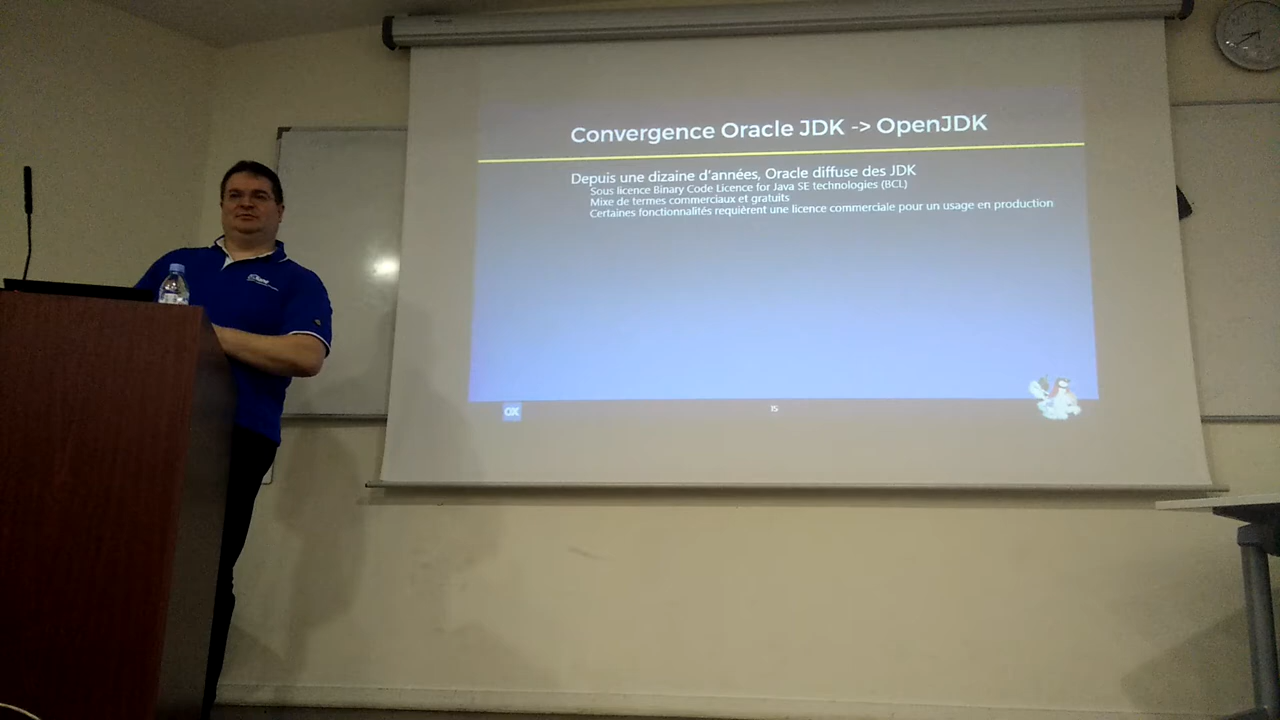 Convergence Oracle JDK -> OpenJDK
Depuis une dizaine d'années, Oracle diffuse des JDK
Sous licence Binary Code Licence for Java SE technologies (BCL)
Mixe de termes commerciaux et gratuits
Certaines fonctionnalités requièrent une licence commerciale pour un usage en production
OX
15